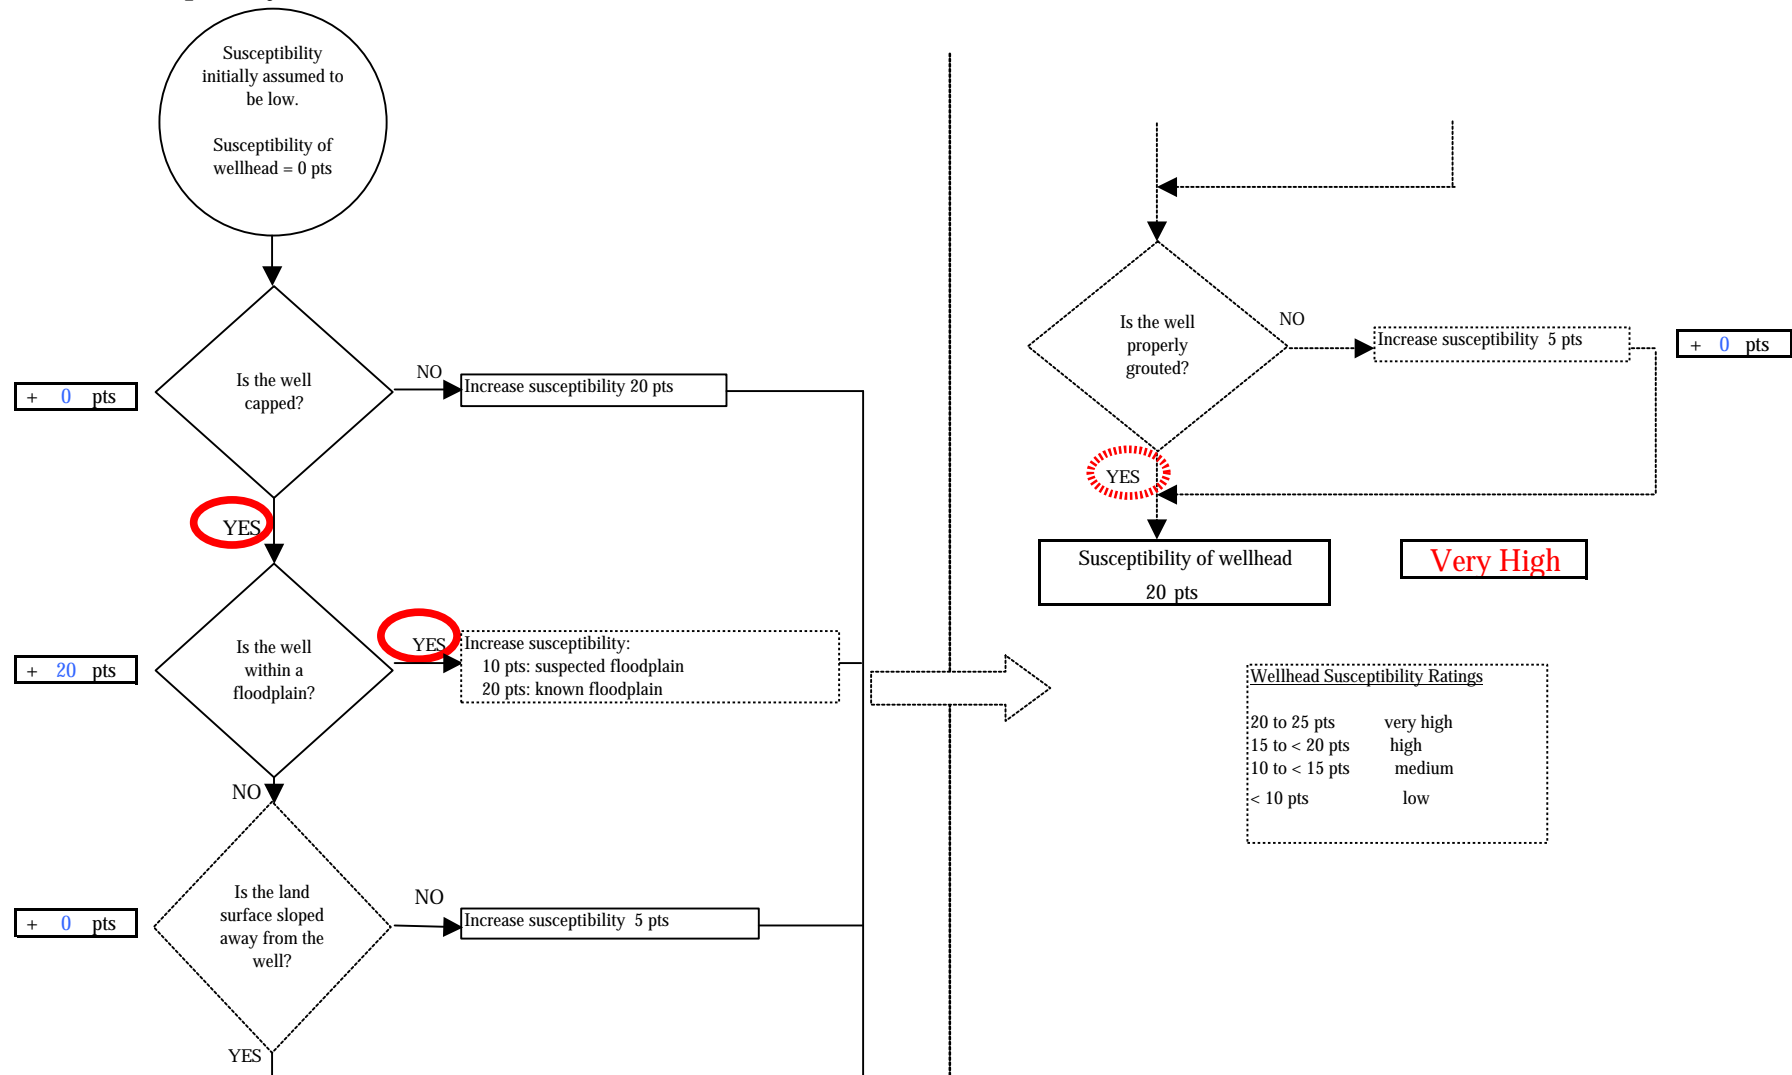 Susceptibility
initially assumed to
be low.
Susceptibility of
wellhead = 0 pts
Is the well
capped?
NO
Increase susceptibility 20 pts
+ 0 pts
YES
Is the well
within a
floodplain?
YES
Increase susceptibility:
10 pts: suspected floodplain
20 pts: known floodplain
+ 20 pts
NO
Is the land
surface sloped
away from the
well?
NO
Increase susceptibility 5 pts
+ 0 pts
YES
Is the well
properly
grouted?
NO
Increase susceptibility 5 pts
+ 0 pts
YES
Susceptibility of wellhead
20 pts
Very High
Wellhead Susceptibility Ratings
20 to 25 pts very high
15 to < 20 pts high
10 to < 15 pts medium
< 10 pts low